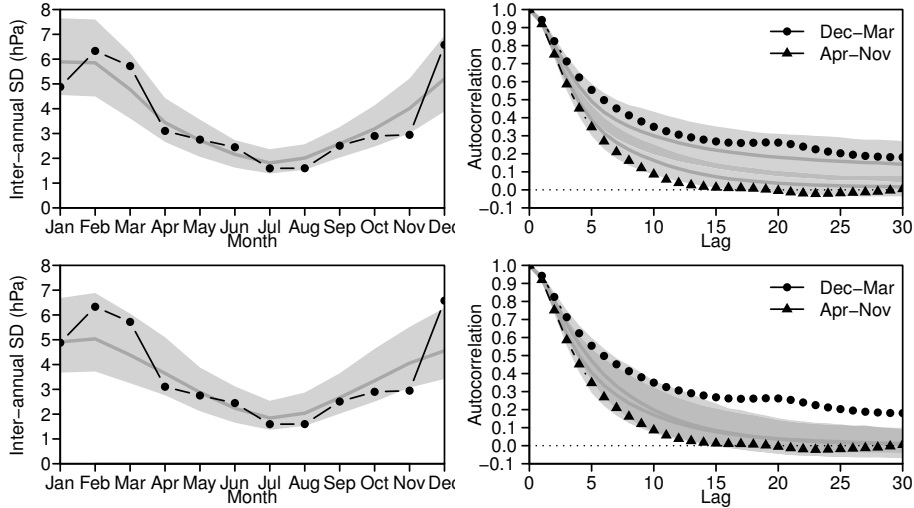 Inter−annual SD (hPa)
8
7
6
5
4
3
2
1
0
Jan Feb Mar Apr May Jun Jul Aug Sep Oct Nov Dec
Month
Autocorrelation
1.0
0.9
0.8
0.7
0.6
0.5
0.4
0.3
0.2
0.1
0.0
−0.1
Dec−Mar
Apr−Nov
0 5 10 15 20 25 30
Lag
Inter−annual SD (hPa)
8
7
6
5
4
3
2
1
0
Jan Feb Mar Apr May Jun Jul Aug Sep Oct Nov Dec
Month
Autocorrelation
1.0
0.9
0.8
0.7
0.6
0.5
0.4
0.3
0.2
0.1
0.0
−0.1
Dec−Mar
Apr−Nov
0 5 10 15 20 25 30
Lag